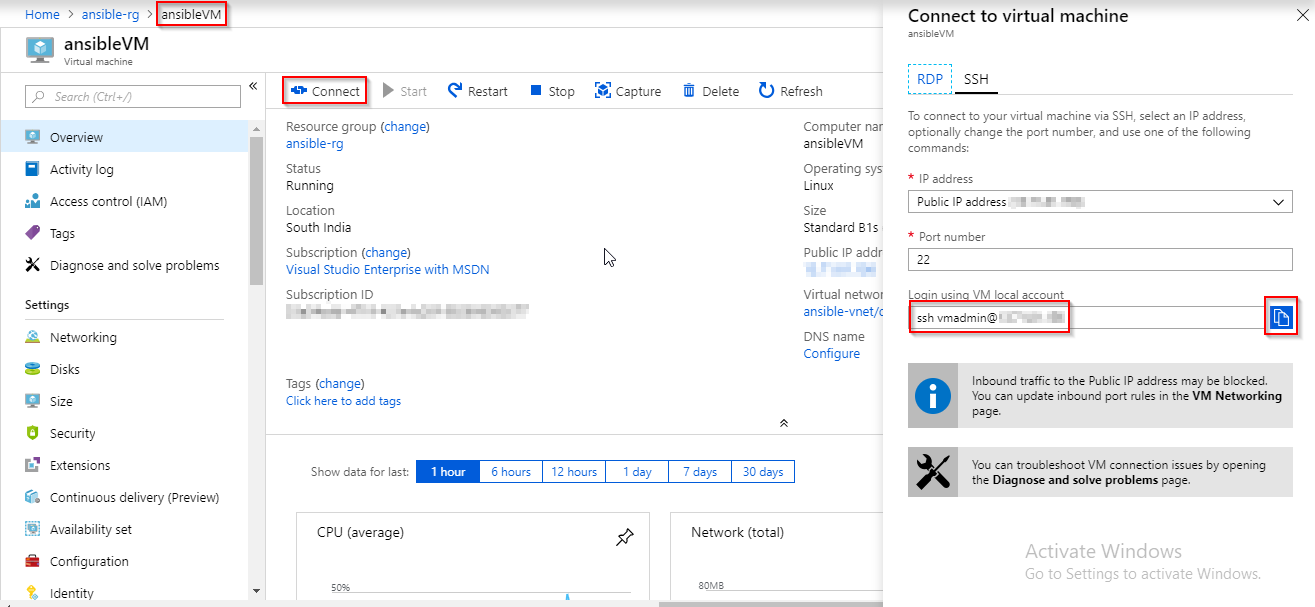 Home > ansible-rg > ansibleVM
ansibleVM
Virtual machine
«
Search (Ctrl+/)
Overview
Activity log
Access control (IAM)
Tags
Diagnose and solve problems
Settings
Networking
Disks
Size
Security
Extensions
Continuous delivery (Preview)
Availability set
Configuration
Identity
Connect Start Restart Stop Capture Delete Refresh
Resource group (change)
ansible-rg
Status
Running
Location
South India
Subscription (change)
Visual Studio Enterprise with MSDN
Subscription ID
Tags (change)
Click here to add tags
Computer nar
ansibleVM
Operating sys
Linux
Size
Standard B1s
Public IP addr
Virtual networ
ansible-vnet/c
DNS name
Configure
Show data for last: 1 hour 6 hours 12 hours 1 day 7 days 30 days
CPU (average)
50%
Network (total)
80MB
Connect to virtual machine
ansibleVM
RDP SSH
To connect to your virtual machine via SSH, select an IP address,
optionally change the port number, and use one of the following
commands:
* IP address
Public IP address
* Port number
22
Login using VM local account
ssh vmadmin@
Inbound traffic to the Public IP address may be blocked.
You can update inbound port rules in the VM Networking
page.
You can troubleshoot VM connection issues by opening
the Diagnose and solve problems page.
Activate Windows
Go to Settings to activate Windows.